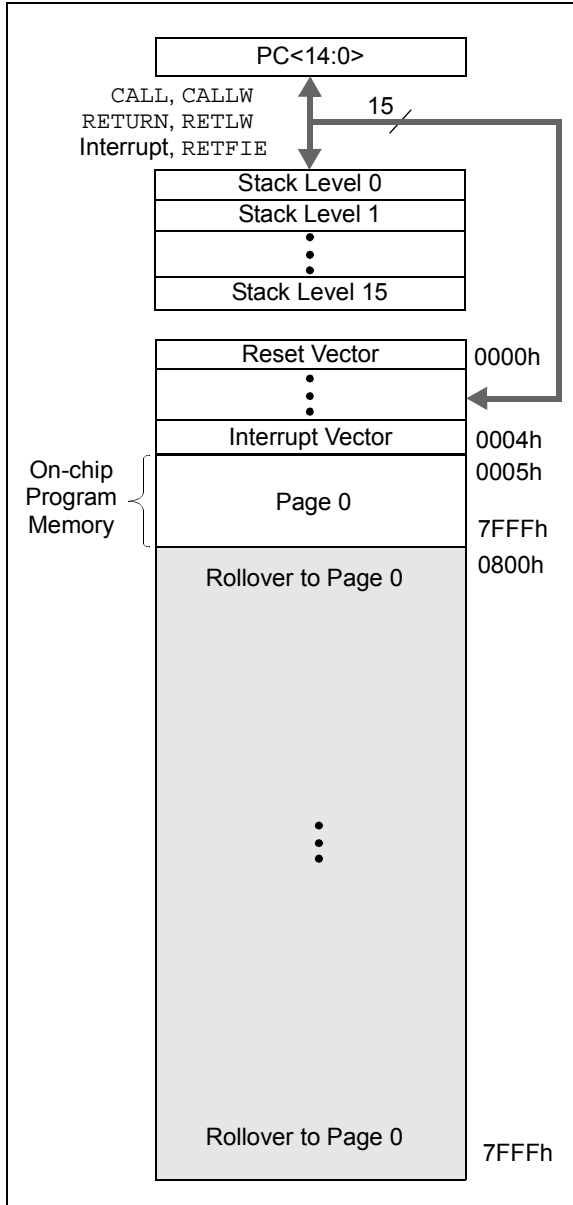 PC<14:0>
CALL, CALLW
RETURN, RETLW
Interrupt, RETFIE
15
Stack Level 0
Stack Level 1
Stack Level 15
Reset Vector
0000h
Interrupt Vector
0004h
On-chip
Program
Memory
0005h
Page 0
7FFFh
Rollover to Page 0
0800h
Rollover to Page 0
7FFFh